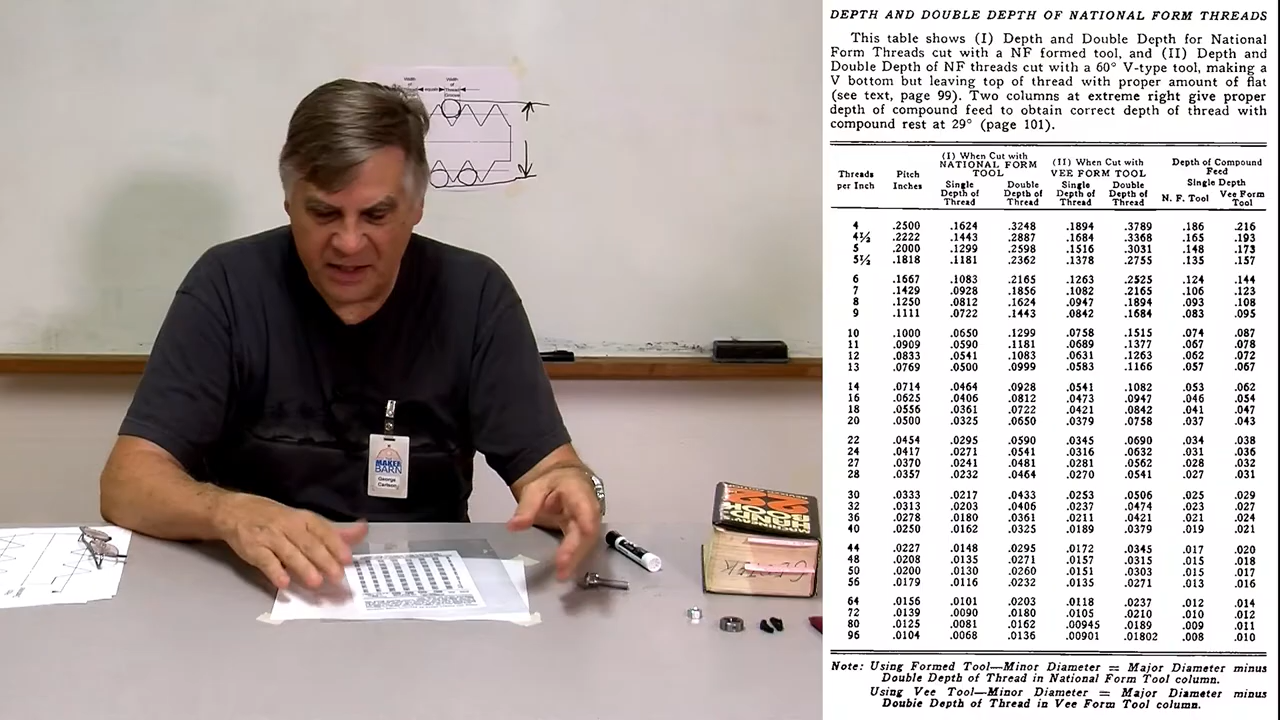 DEPTH AND DOUBLE DEPTH OF NATIONAL FORM THREADS
This table shows (I) Depth and Double Depth for National
Form Threads cut with a NF formed tool, and (II) Depth and
Double Depth of NF threads cut with a 60° V-type tool, making a
V bottom but leaving top of thread with proper amount of flat
(see text, page 99). Two columns at extreme right give proper
depth of compound feed to obtain correct depth of thread with
compound rest at 29° (page 101).
Threads per Inch
Pitch Inches
(I) When Cut with NATIONAL FORM TOOL
Single Depth of Thread
Double Depth of Thread
(II) When Cut with VEE FORM TOOL
Single Depth of Thread
Double Depth of Thread
Depth of Compound Feed
Single Depth
N. F. Tool
Vee Form Tool
4 .2500 .1624 .3248 .1894 .3789 .186 .216
4½ .2222 .1443 .2887 .1684 .3368 .165 .193
5 .2000 .1299 .2598 .1516 .3031 .148 .173
5½ .1818 .1181 .2362 .1378 .2755 .135 .157
6 .1667 .1083 .2165 .1263 .2525 .124 .144
7 .1429 .0928 .1856 .1082 .2165 .106 .123
8 .1250 .0812 .1624 .0947 .1894 .093 .108
9 .1111 .0722 .1443 .0842 .1684 .083 .095
10 .1000 .0650 .1299 .0758 .1515 .074 .087
11 .0909 .0590 .1181 .0689 .1377 .067 .078
12 .0833 .0541 .1083 .0631 .1263 .062 .072
13 .0769 .0500 .0999 .0583 .1166 .057 .067
14 .0714 .0464 .0928 .0541 .1082 .053 .062
16 .0625 .0406 .0812 .0473 .0947 .046 .054
18 .0556 .0361 .0722 .0421 .0842 .041 .047
20 .0500 .0325 .0650 .0379 .0758 .037 .043
22 .0454 .0295 .0590 .0345 .0690 .034 .038
24 .0417 .0271 .0541 .0316 .0632 .031 .036
27 .0370 .0241 .0481 .0281 .0562 .028 .032
28 .0357 .0232 .0464 .0270 .0541 .027 .031
30 .0333 .0217 .0433 .0253 .0506 .025 .029
32 .0313 .0203 .0406 .0237 .0474 .023 .027
36 .0278 .0180 .0361 .0211 .0421 .021 .024
40 .0250 .0162 .0325 .0189 .0379 .019 .021
44 .0227 .0148 .0295 .0172 .0345 .017 .020
48 .0208 .0135 .0271 .0157 .0315 .015 .018
50 .0200 .0130 .0260 .0151 .0303 .015 .017
56 .0179 .0116 .0232 .0135 .0271 .013 .016
64 .0156 .0101 .0203 .0118 .0237 .012 .014
72 .0139 .0090 .0180 .0105 .0210 .010 .012
80 .0125 .0081 .0162 .00945 .0189 .009 .011
96 .0104 .0068 .0136 .00901 .01802 .008 .010
Note: Using Formed Tool—Minor Diameter = Major Diameter minus
Double Depth of Thread in National Form Tool column.
Using Vee Tool—Minor Diameter = Major Diameter minus
Double Depth of Thread in Vee Form Tool column.
Width
of
equals
Width
of
Thread
Groove
MAKER
BARN
George
Carlson